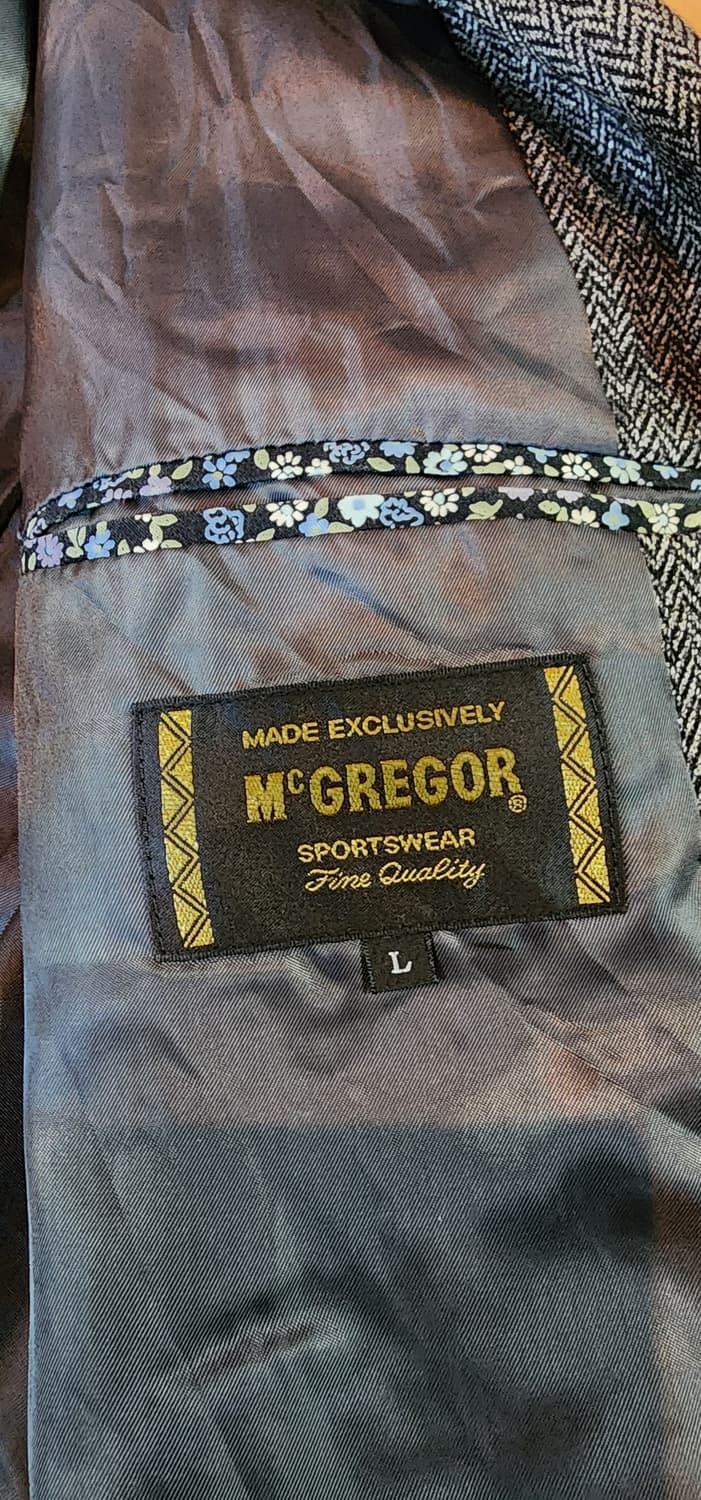 MADE EXCLUSIVELY
McGREGOR®
SPORTSWEAR
Fine Quality
L